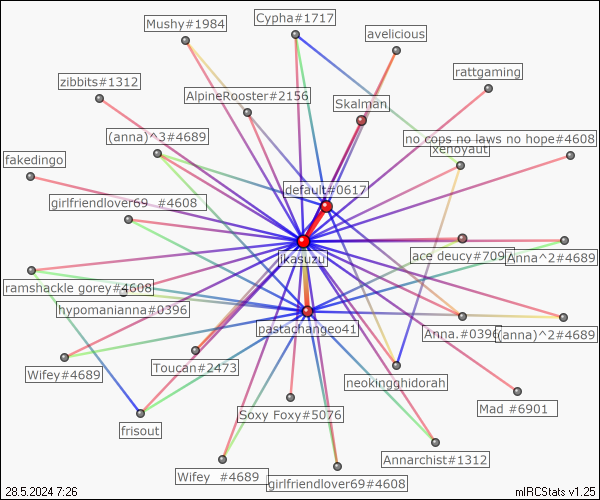 Mushy#1984
Cypha#1717
avelicious
zibbits#1312
rattgaming
AlpineRooster#2156
Skalman
(anna)^3#4689
no cops no laws no hope#4608
xenoyaut
fakedingo
default#0617
girlfriendlover69 #4608
ikasuzu
ace deucy#709
Anna^2#4689
ramshackle gorey#4608
hypomanianna#0396
pastachangeo41
Anna.#0396
(anna)^2#4689
Wifey#4689
Toucan#2473
neokingghidorah
Soxy Foxy#5076
Mad #6901
frisout
Annarchist#1312
Wifey #4689
girlfriendlover69#4608
28.5.2024 7:26
mIRCStats v1.25